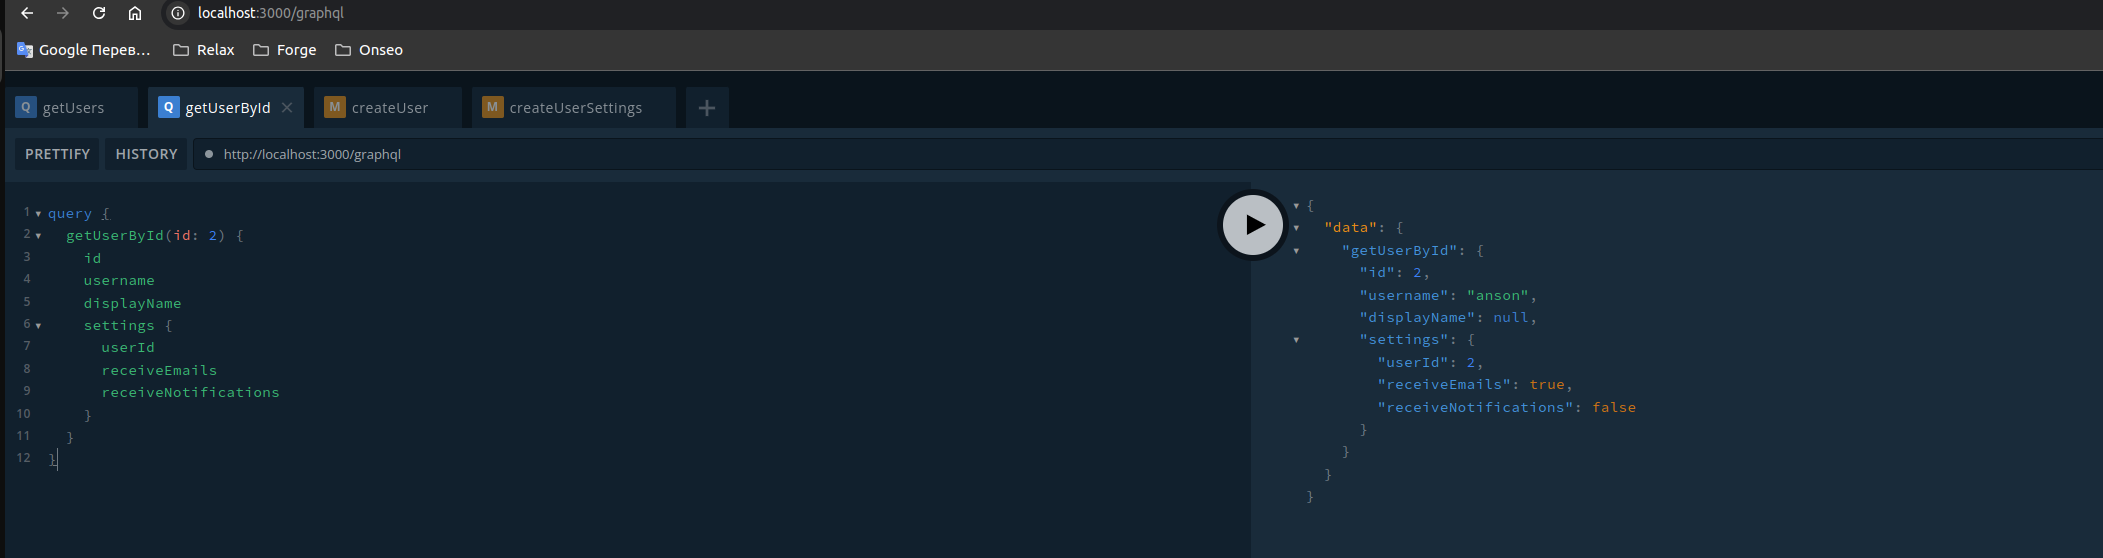 localhost:3000/graphql
Google Перев... Relax Forge Onseo
Q getUsers Q getUserById M createUser M createUserSettings
PRETTIFY HISTORY http://localhost:3000/graphql
1 query {
2 getUserById(id: 2) {
3 id
4 username
5 displayName
6 settings {
7 userId
8 receiveEmails
9 receiveNotifications
10 }
11 }
12 }
{
"data": {
"getUserById": {
"id": 2,
"username": "anson",
"displayName": null,
"settings": {
"userId": 2,
"receiveEmails": true,
"receiveNotifications": false
}
}
}
}